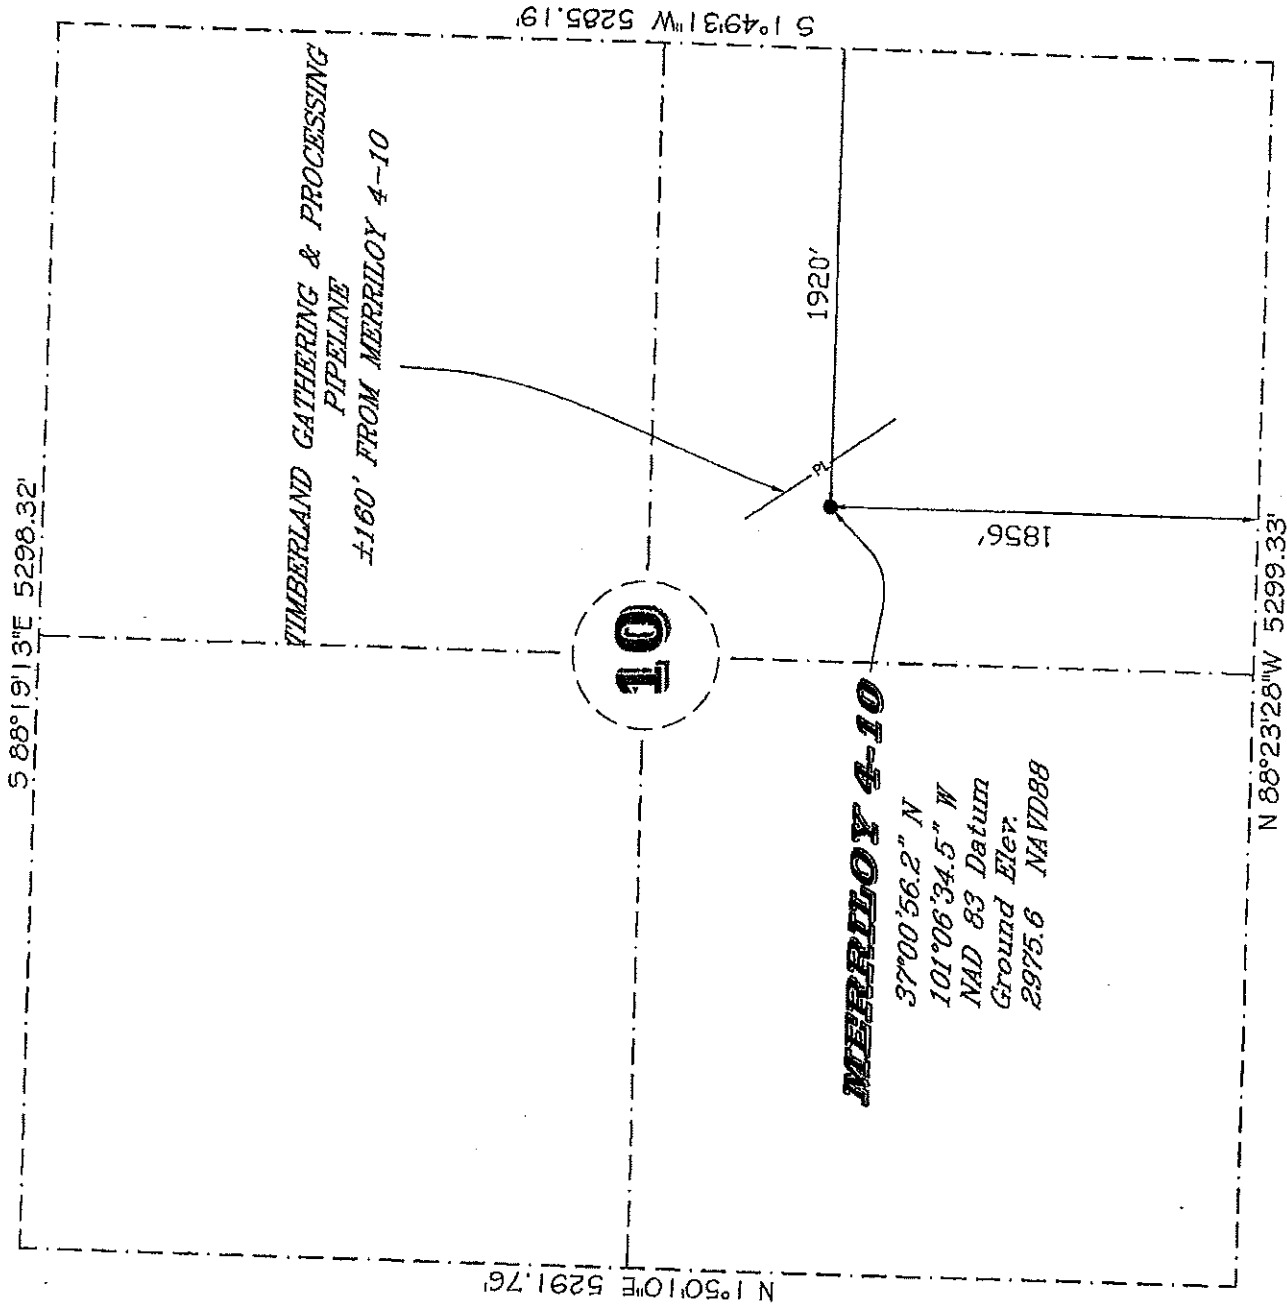 S 88°19'13"E 5298.32'
S 1°49'31"W 5285.19'
TIMBERLAND GATHERING & PROCESSING
PIPELINE
±160' FROM MERRILOY 4-10
10
1920'
PL
1856'
MERRILOY 4-10
37°00'56.2" N
101°06'34.5" W
NAD 83 Datum
Ground Elev.
2975.6 NAVD88
N 1°50'10"E 5291.76'
N 88°23'28"W 5299.33'